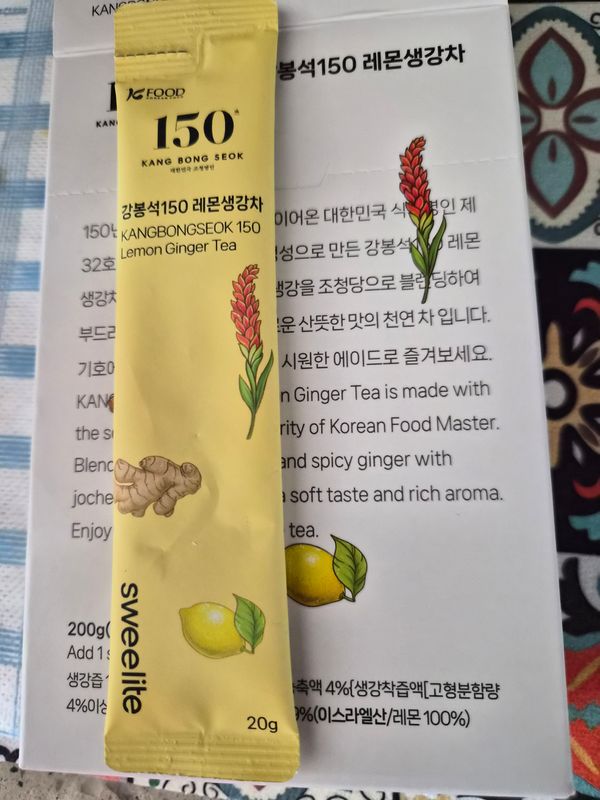 봉석150 레몬생강차
K FOOD
150
KANG BONG SEOK
대한민국 조청명인
강봉석150 레몬생강차
KANGBONGSEOK 150
Lemon Ginger Tea
sweelite
20g
이어온 대한민국 식 명인 제
32호 정성으로 만든 강봉석 레몬
생강차 생강을 조청당으로 블렌딩하여
부드러 운 산뜻한 맛의 천연 차 입니다.
기호에 시원한 에이드로 즐겨보세요.
KANG n Ginger Tea is made with
the s rity of Korean Food Master.
Blend and spicy ginger with
joche a soft taste and rich aroma.
Enjoy tea.
200g(
Add 1 s
생강즙 축액 4%{생강착즙액[고형분함량
4%이상 9%(이스라엘산/레몬 100%)